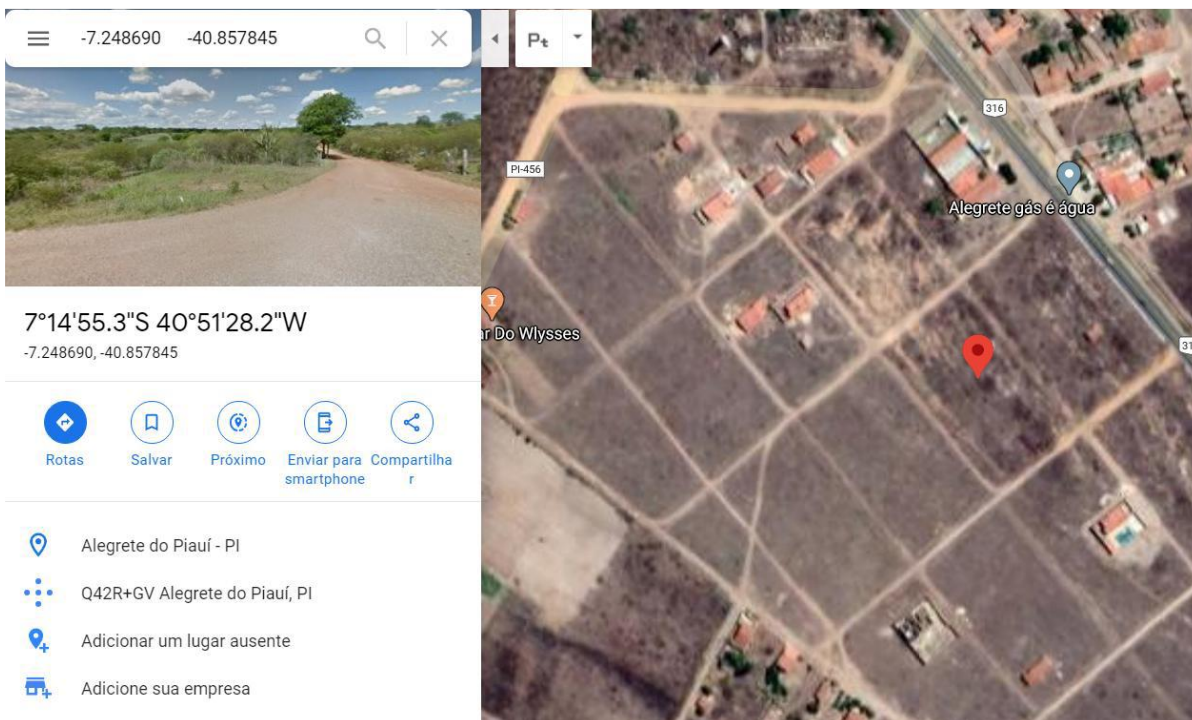 -7.248690 -40.857845
Pt
316
PI-456
Alegrete gás é água
r Do Wlysses
31
7°14'55.3"S 40°51'28.2"W
-7.248690, -40.857845
Rotas
Salvar
Próximo
Enviar para
smartphone
Compartilha
r
Alegrete do Piauí - PI
Q42R+GV Alegrete do Piauí, PI
Adicionar um lugar ausente
Adicione sua empresa